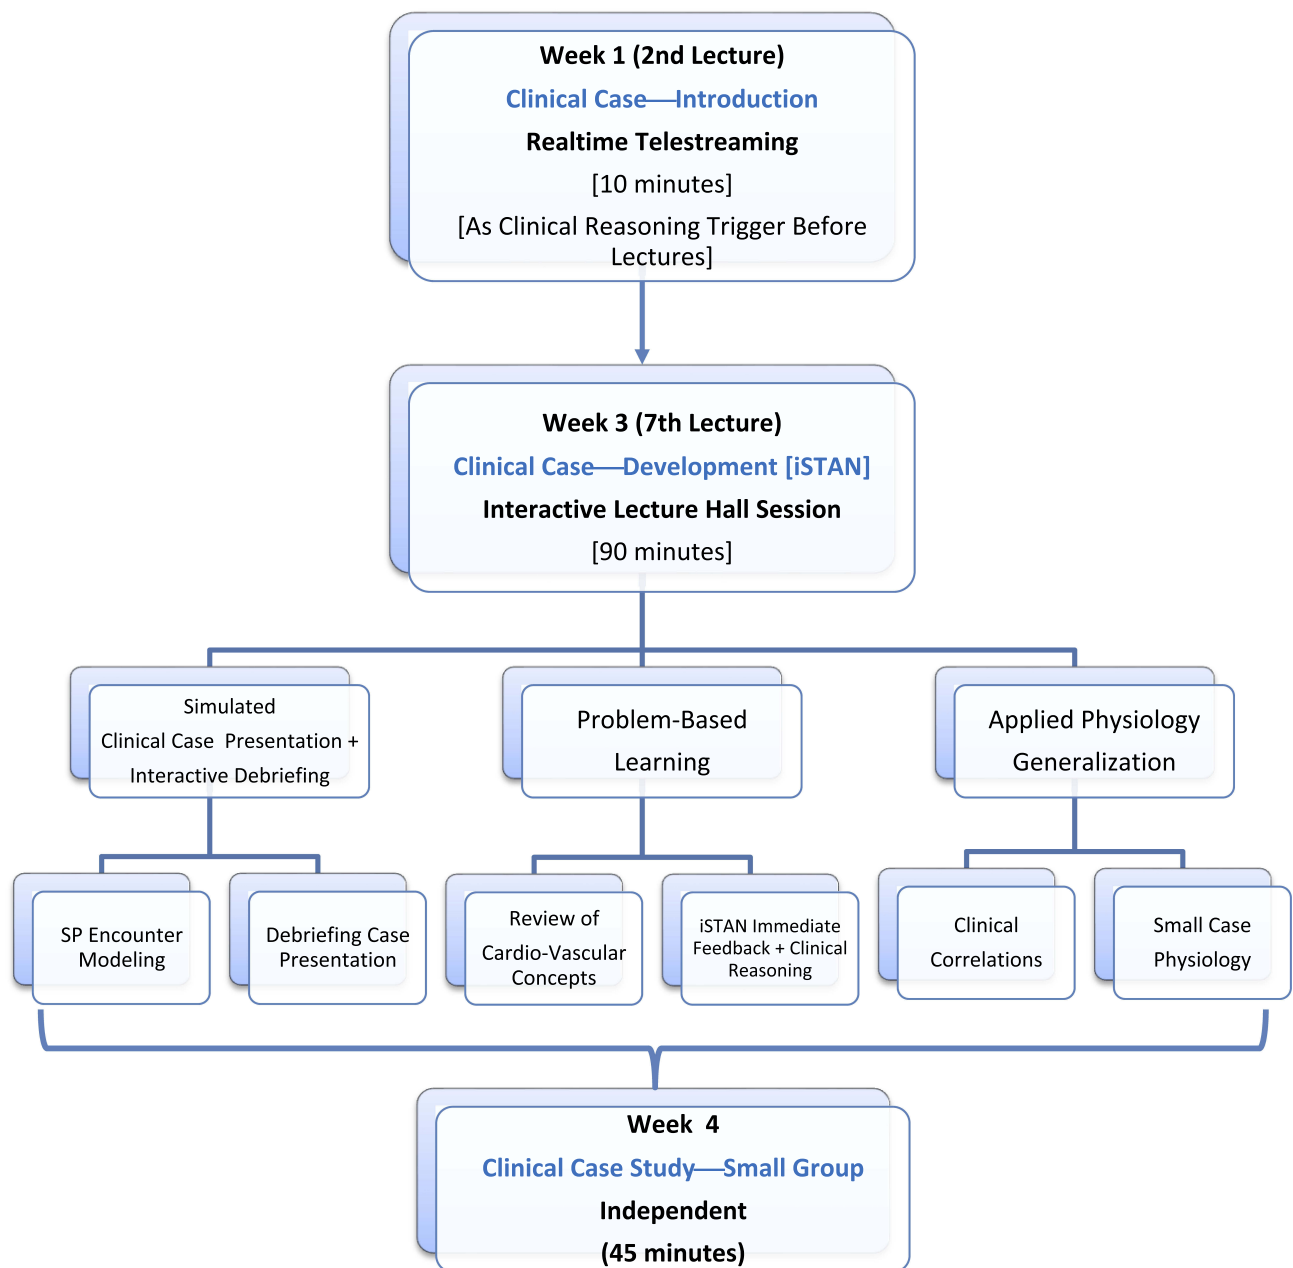 Week 1 (2nd Lecture)
Clinical Case—Introduction
Realtime Telestreaming
[10 minutes]
[As Clinical Reasoning Trigger Before
Lectures]
Week 3 (7th Lecture)
Clinical Case—Development [iSTAN]
Interactive Lecture Hall Session
[90 minutes]
Simulated
Clinical Case Presentation +
Interactive Debriefing
Problem-Based
Learning
Applied Physiology
Generalization
SP Encounter
Modeling
Debriefing Case
Presentation
Review of
Cardio-Vascular
Concepts
iSTAN Immediate
Feedback + Clinical
Reasoning
Clinical
Correlations
Small Case
Physiology
Week 4
Clinical Case Study—Small Group
Independent
(45 minutes)